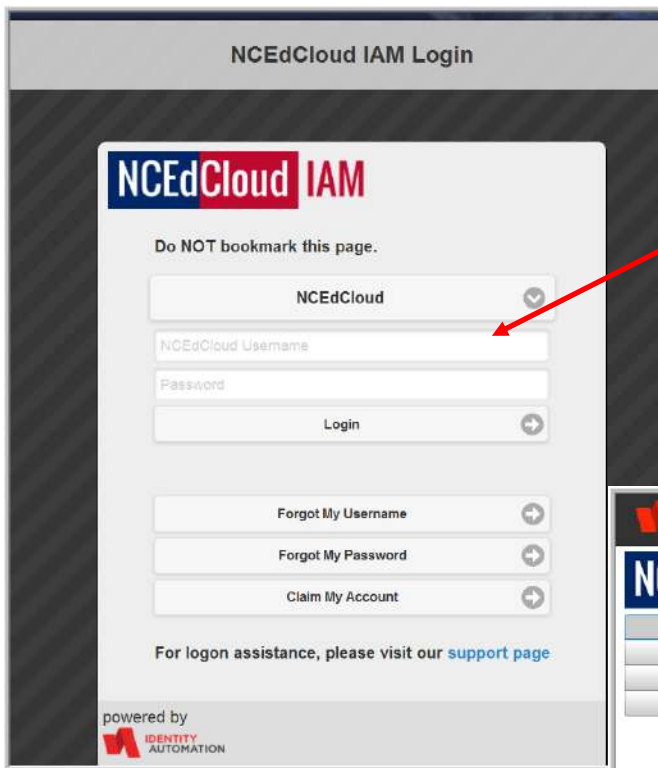 NCEdCloud IAM Login
NCEdCloud IAM
Do NOT bookmark this page.
NCEdCloud
NCEdCloud Username
Password
Login
Forgot My Username
Forgot My Password
Claim My Account
For logon assistance, please visit our support page
powered by
IDENTITY
AUTOMATION